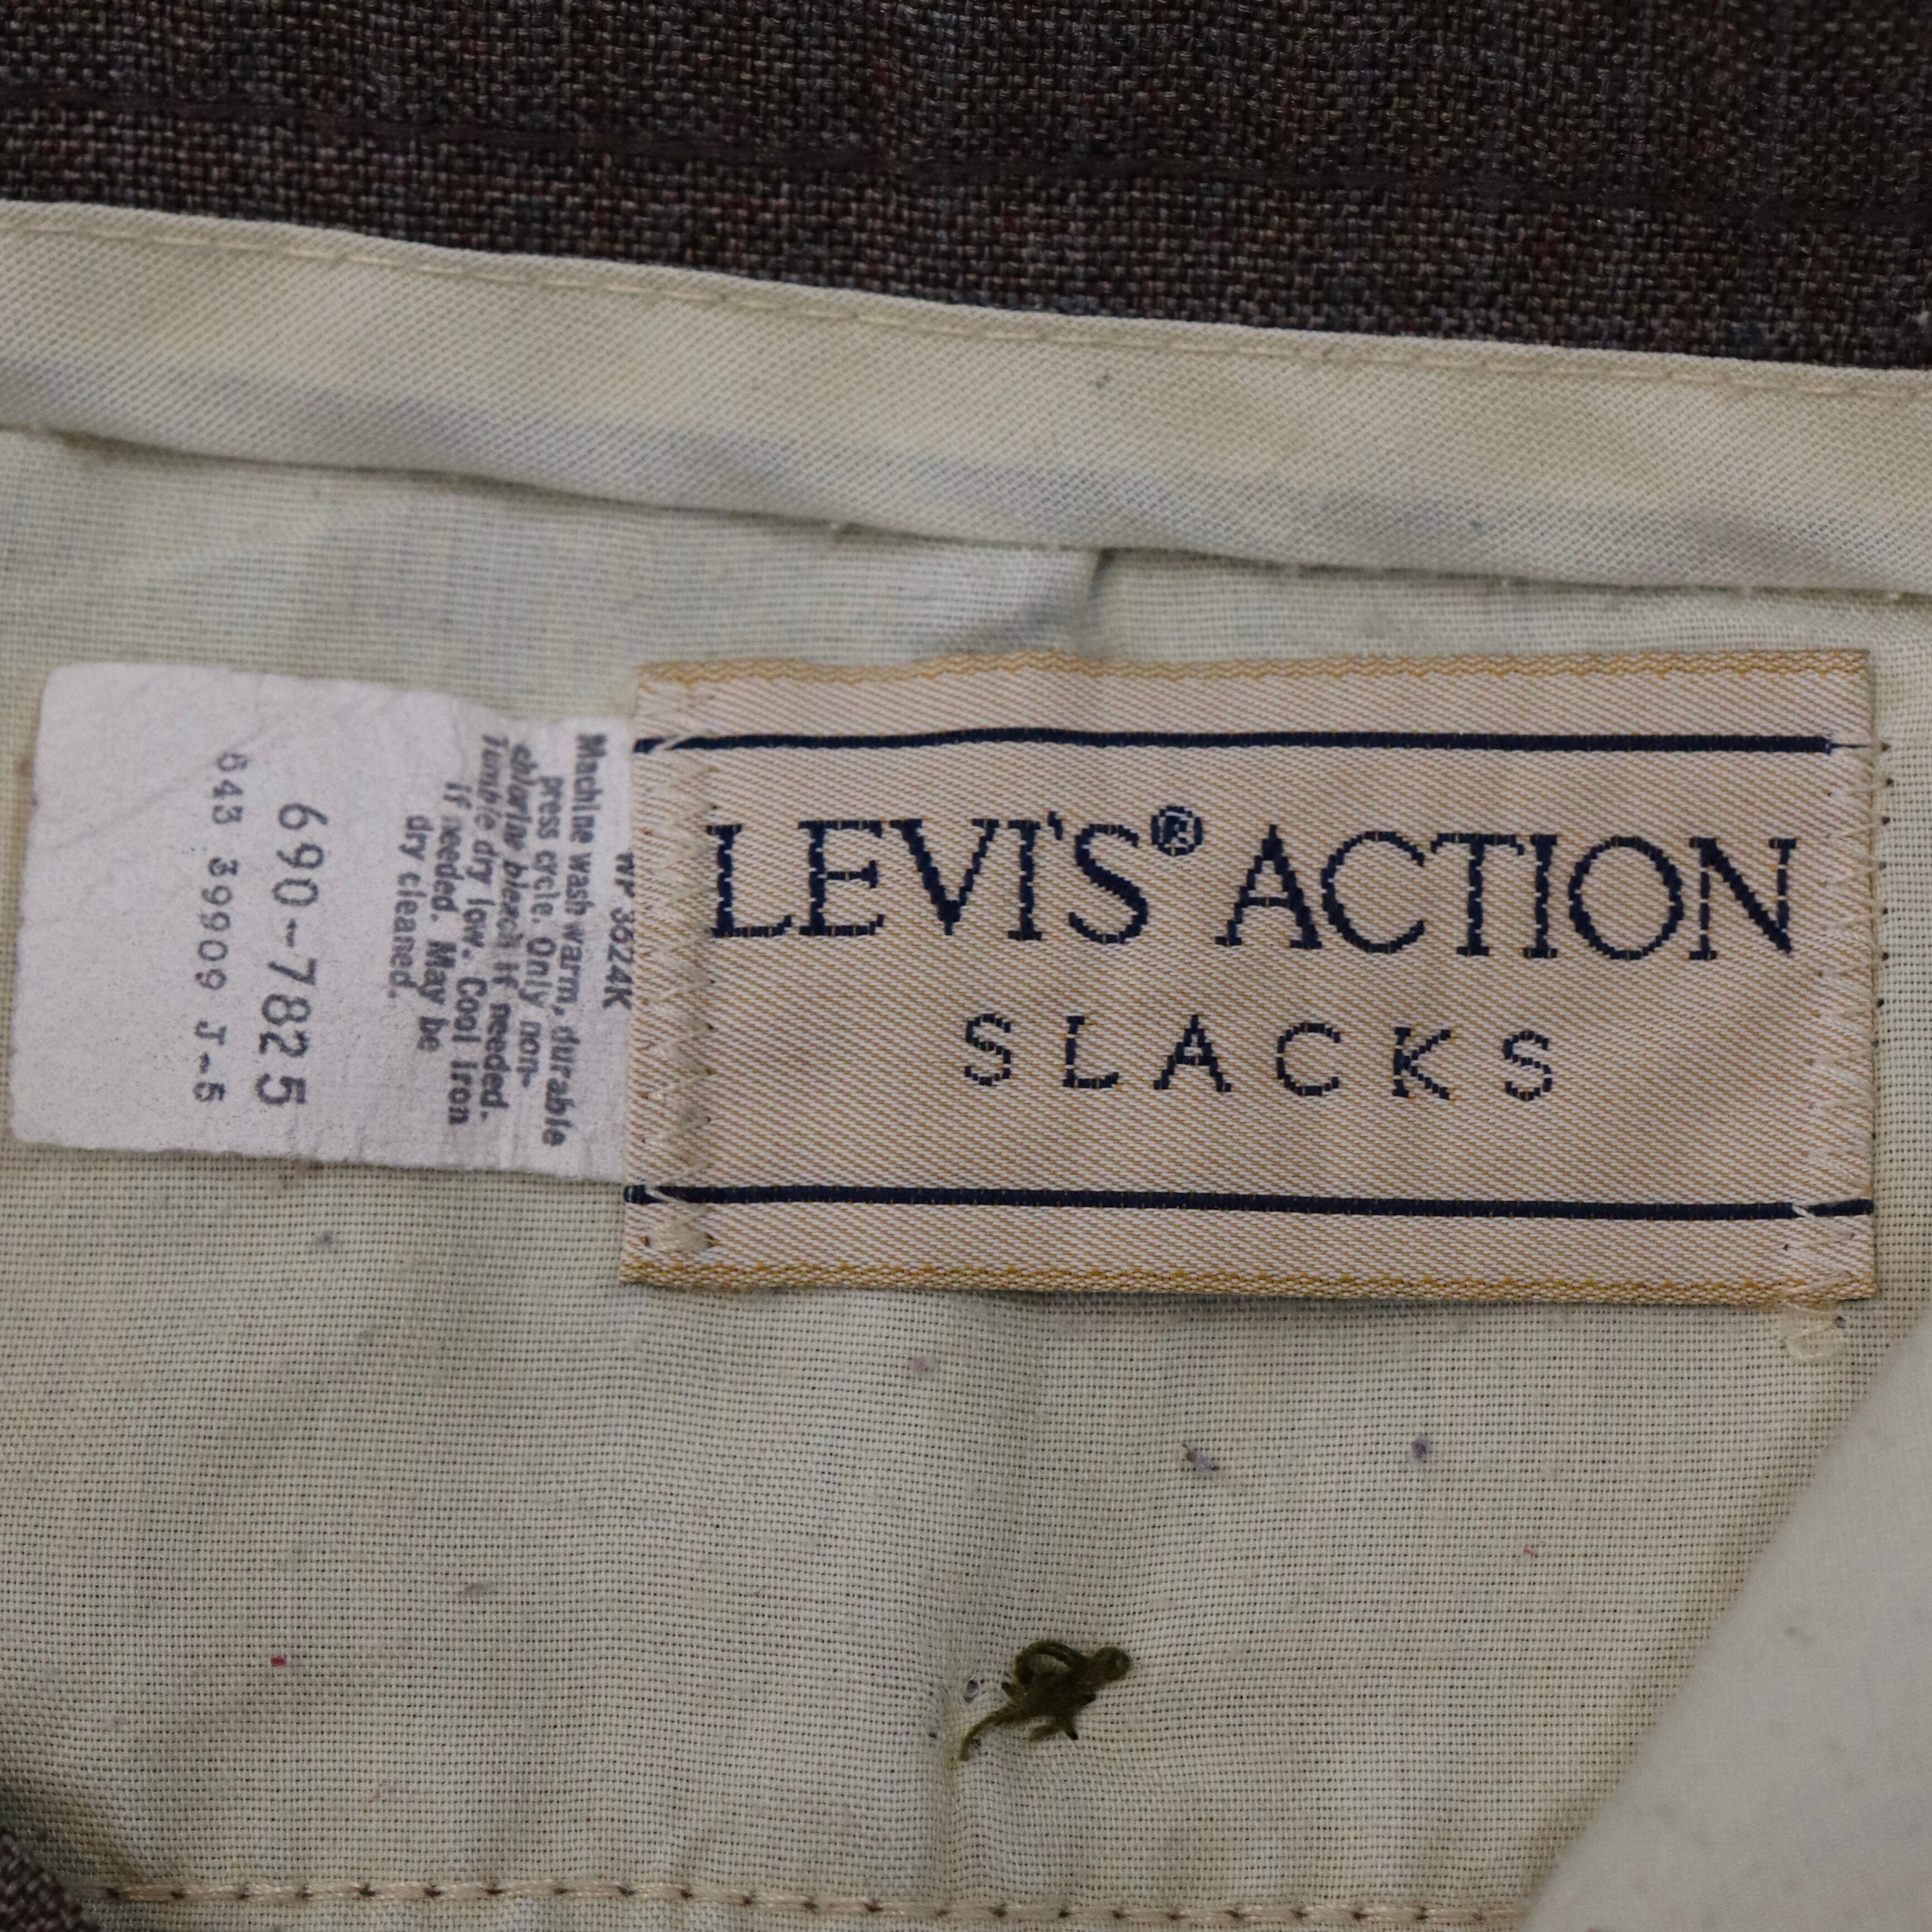 LEVI'S® ACTION
SLACKS
WP 3624K
Machine wash warm, durable
press cycle. Only non-
chlorine bleach if needed.
Tumble dry low. Cool iron
if needed. May be
dry cleaned.
690-7825
643 39909 J-5